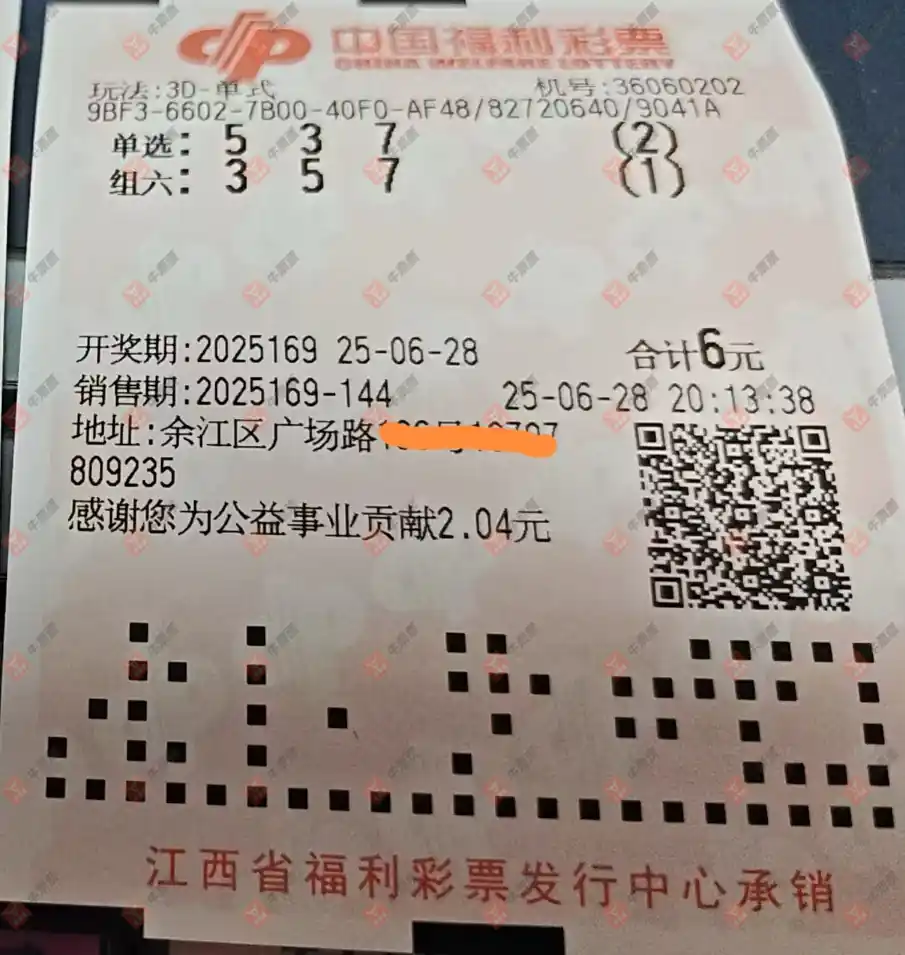 中国福利彩票
CHINA WELFARE LOTTERY
玩法:3D-单式 机号:36060202
9BF3-6602-7B00-40F0-AF48/82720640/9041A
单选: 5 3 7 (2)
组六: 3 5 7 (1)
开奖期:2025169 25-06-28 合计6元
销售期:2025169-144 25-06-28 20:13:38
地址:余江区广场路
809235
感谢您为公益事业贡献2.04元
江西省福利彩票发行中心承销